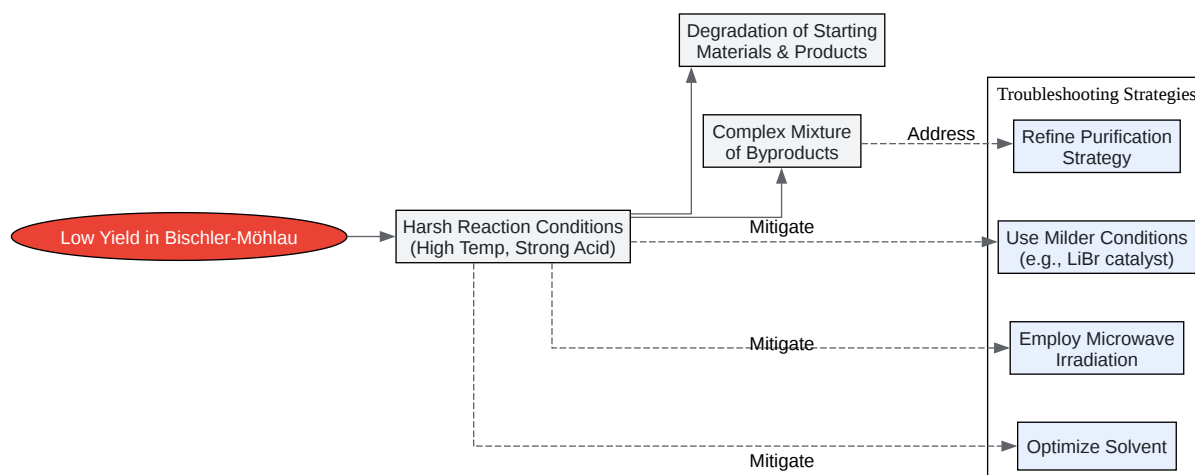 Degradation of Starting
Materials & Products
Troubleshooting Strategies
Complex Mixture
of Byproducts
Address
Refine Purification
Strategy
Low Yield in Bischler-Möhlau
Harsh Reaction Conditions
(High Temp, Strong Acid)
Mitigate
Use Milder Conditions
(e.g., LiBr catalyst)
Mitigate
Employ Microwave
Irradiation
Mitigate
Optimize Solvent